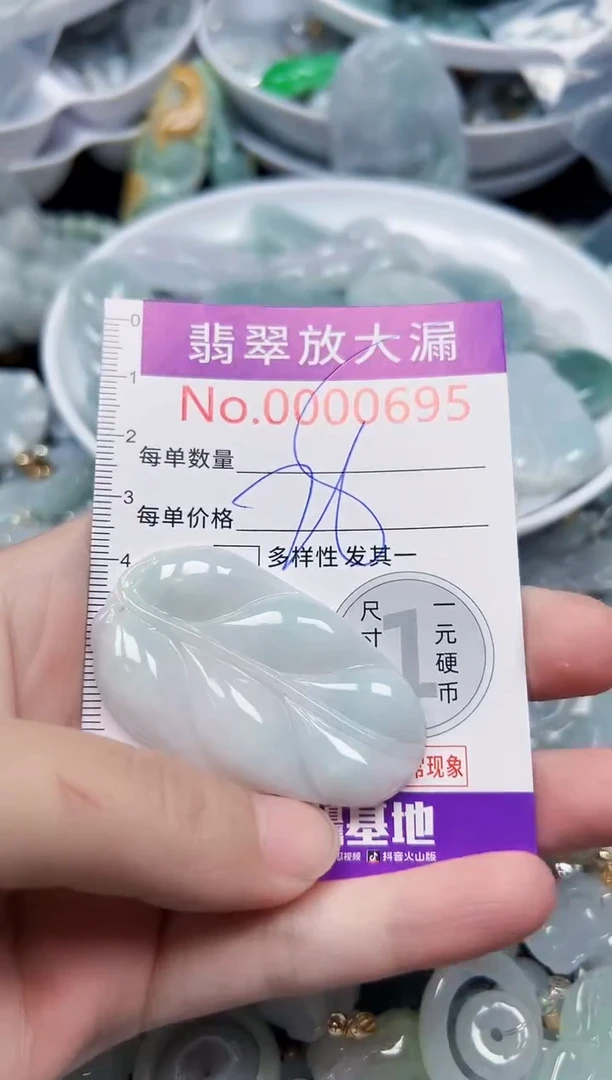 翡翠放大漏
No.0000695
0
1
2
3
4
每单数量
每单价格
多样性 发其一
尺寸
1
一元硬币
常现象
基地
抖音火山版